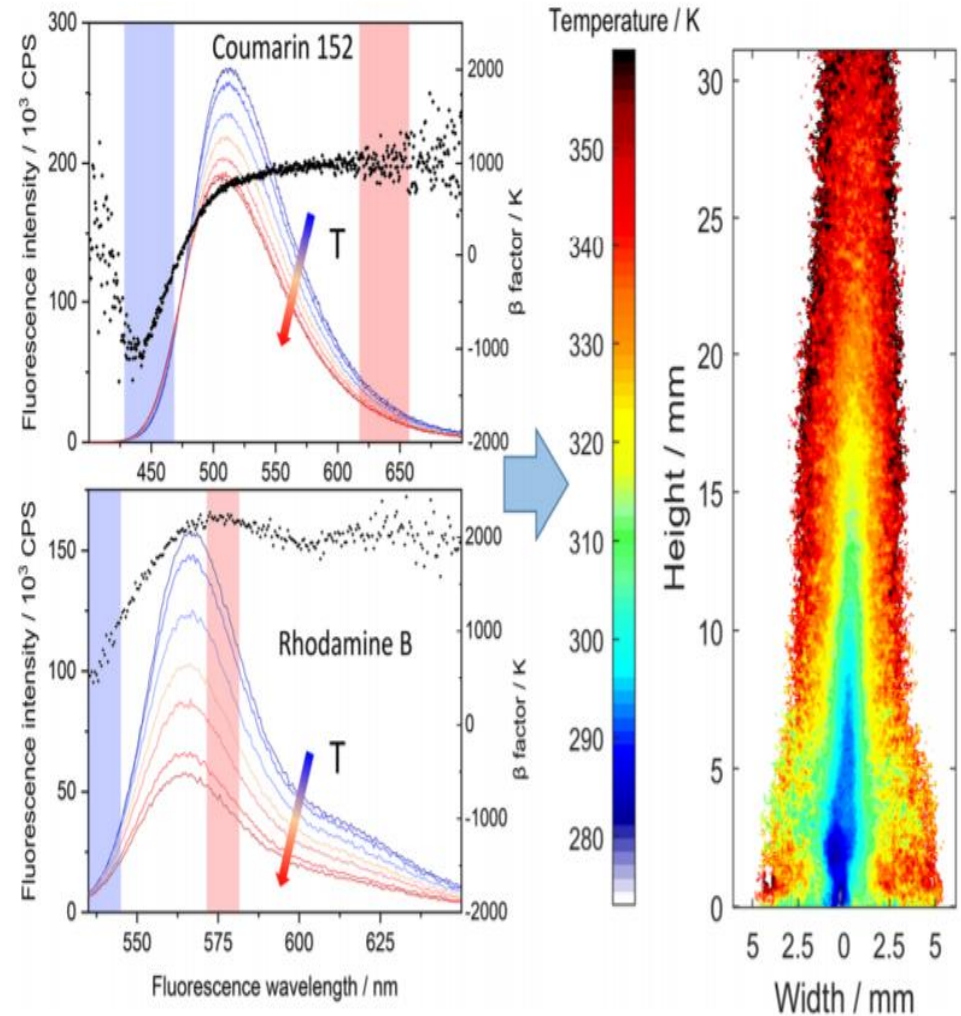 Coumarin 152
Fluorescence intensity / 10³ CPS
300
200
100
0
2000
1000
0
-1000
-2000
β factor / K
T
450 500 550 600 650
Rhodamine B
Fluorescence intensity / 10³ CPS
150
100
50
0
2000
1000
0
-1000
-2000
β factor / K
T
550 575 600 625
Fluorescence wavelength / nm
Temperature / K
350
340
330
320
310
300
290
280
Height / mm
30
25
20
15
10
5
0
5 2.5 0 2.5 5
Width / mm